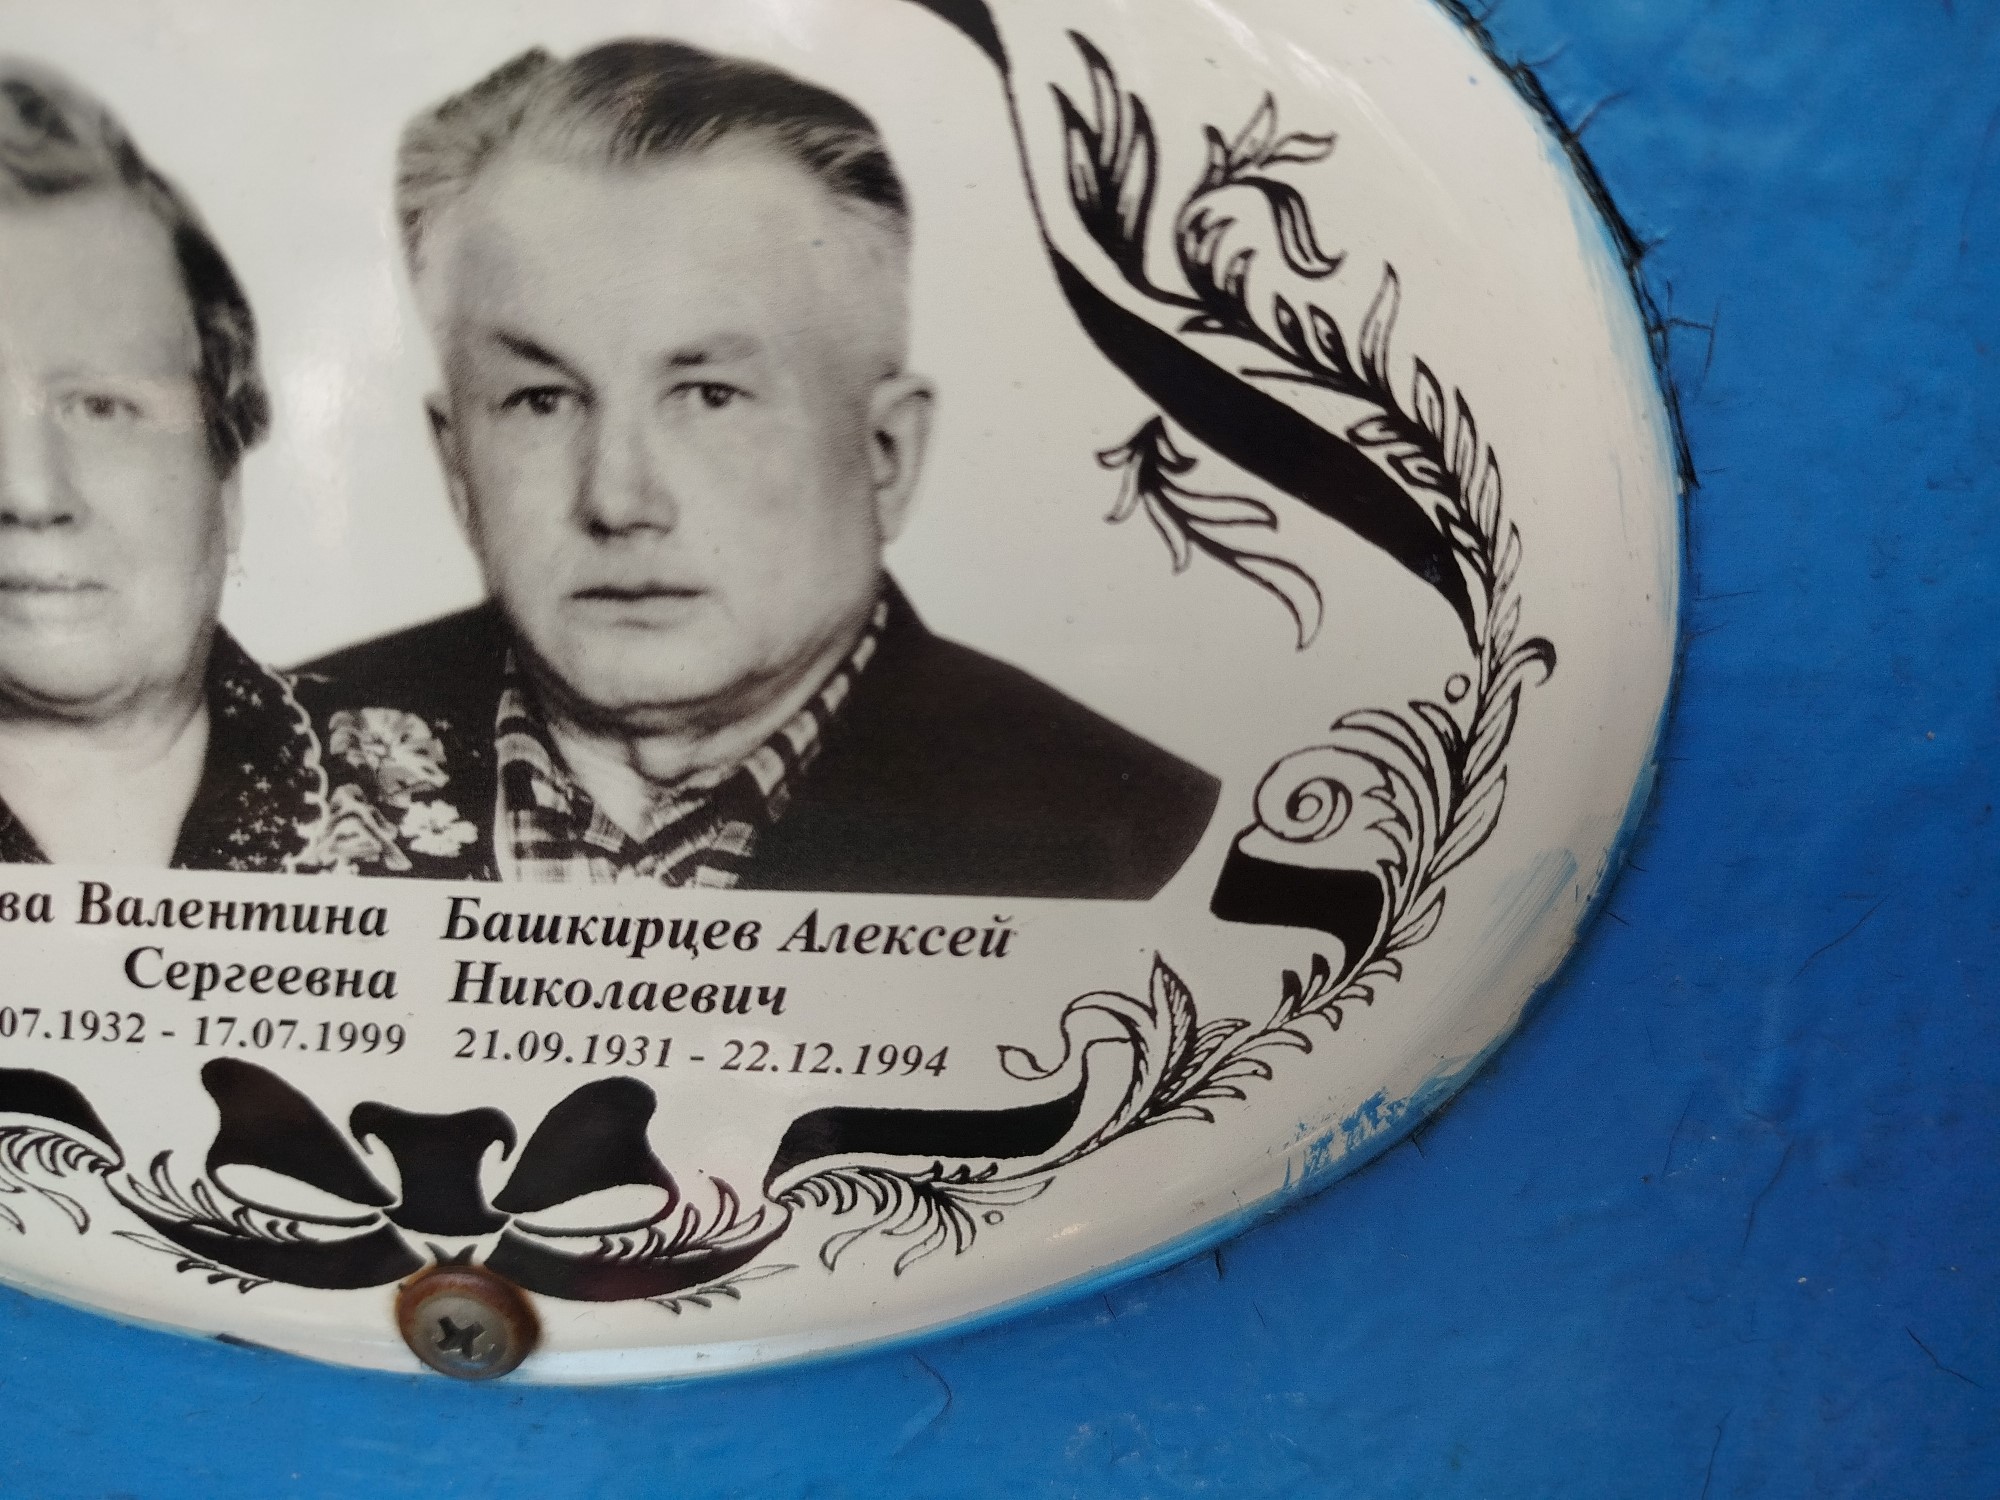 ва Валентина
Сергеевна
07.1932 - 17.07.1999
Башкирцев Алексей
Николаевич
21.09.1931 - 22.12.1994